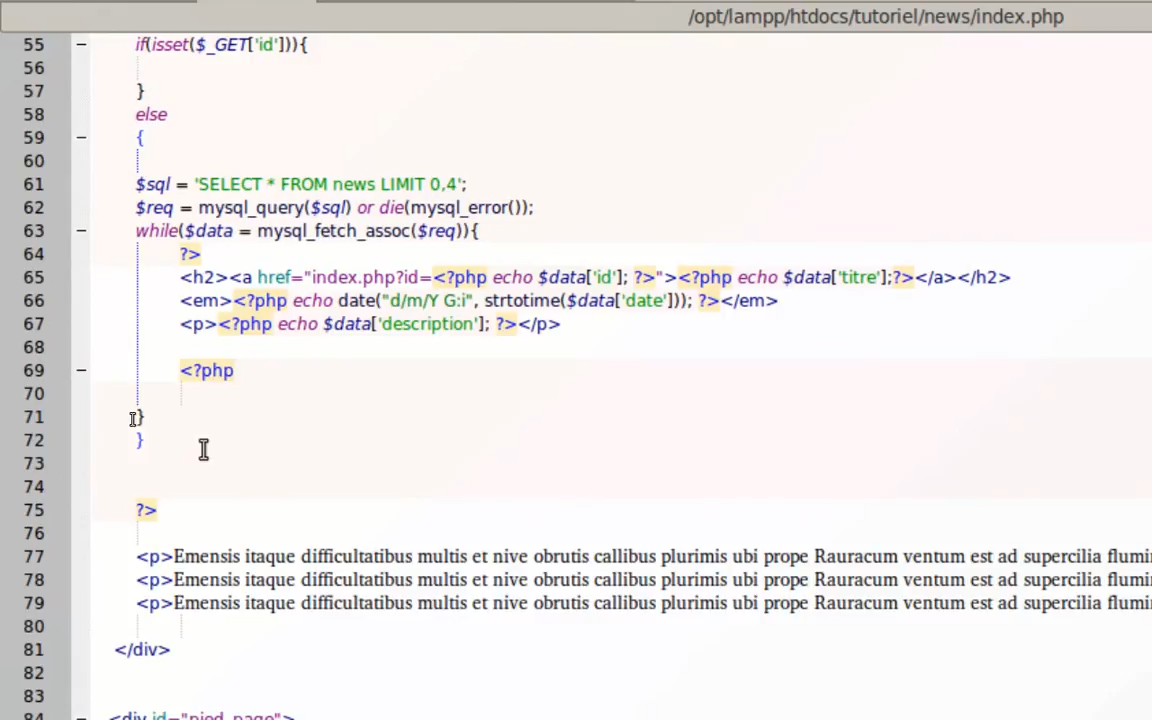 /opt/lampp/htdocs/tutoriel/news/index.php
55 if(isset($_GET['id'])){
56
57 }
58 else
59 {
60
61 $sql = 'SELECT * FROM news LIMIT 0,4';
62 $req = mysql_query($sql) or die(mysql_error());
63 while($data = mysql_fetch_assoc($req)){
64 ?>
65 <h2><a href="index.php?id=<?php echo $data['id']; ?>"><?php echo $data['titre'];?></a></h2>
66 <em><?php echo date("d/m/Y G:i", strtotime($data['date'])); ?></em>
67 <p><?php echo $data['description']; ?></p>
68
69 <?php
70
71 }
72 }
73
74
75 ?>
76
77 <p>Emensis itaque difficultatibus multis et nive obrutis callibus plurimis ubi prope Rauracum ventum est ad supercilia flumi
78 <p>Emensis itaque difficultatibus multis et nive obrutis callibus plurimis ubi prope Rauracum ventum est ad supercilia flumi
79 <p>Emensis itaque difficultatibus multis et nive obrutis callibus plurimis ubi prope Rauracum ventum est ad supercilia flumi
80
81 </div>
82
83
84 <div id="pied_page">